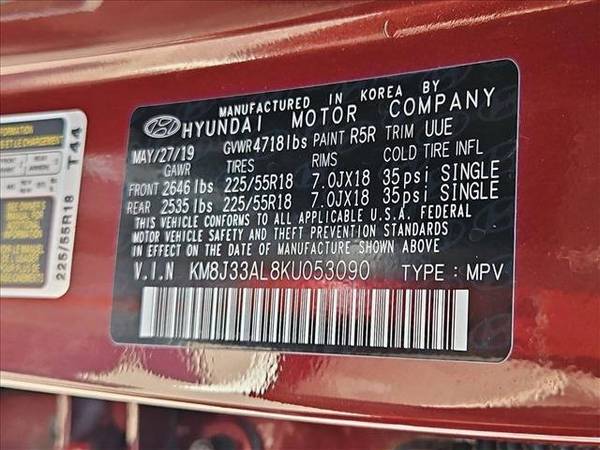 MANUFACTURED IN KOREA BY
HYUNDAI MOTOR COMPANY
MAY/27/19 GVWR 4718 lbs PAINT R5R TRIM UUE
GAWR TIRES RIMS COLD TIRE INFL
FRONT 2646 lbs 225/55R18 7.0JX18 35psi SINGLE
REAR 2535 lbs 225/55R18 7.0JX18 35psi SINGLE
THIS VEHICLE CONFORMS TO ALL APPLICABLE U.S.A. FEDERAL
MOTOR VEHICLE SAFETY AND THEFT PREVENTION STANDARDS
IN EFFECT ON THE DATE OF MANUFACTURE SHOWN ABOVE.
V.I.N KM8J33AL8KU053090 TYPE: MPV
T44
225/55R18